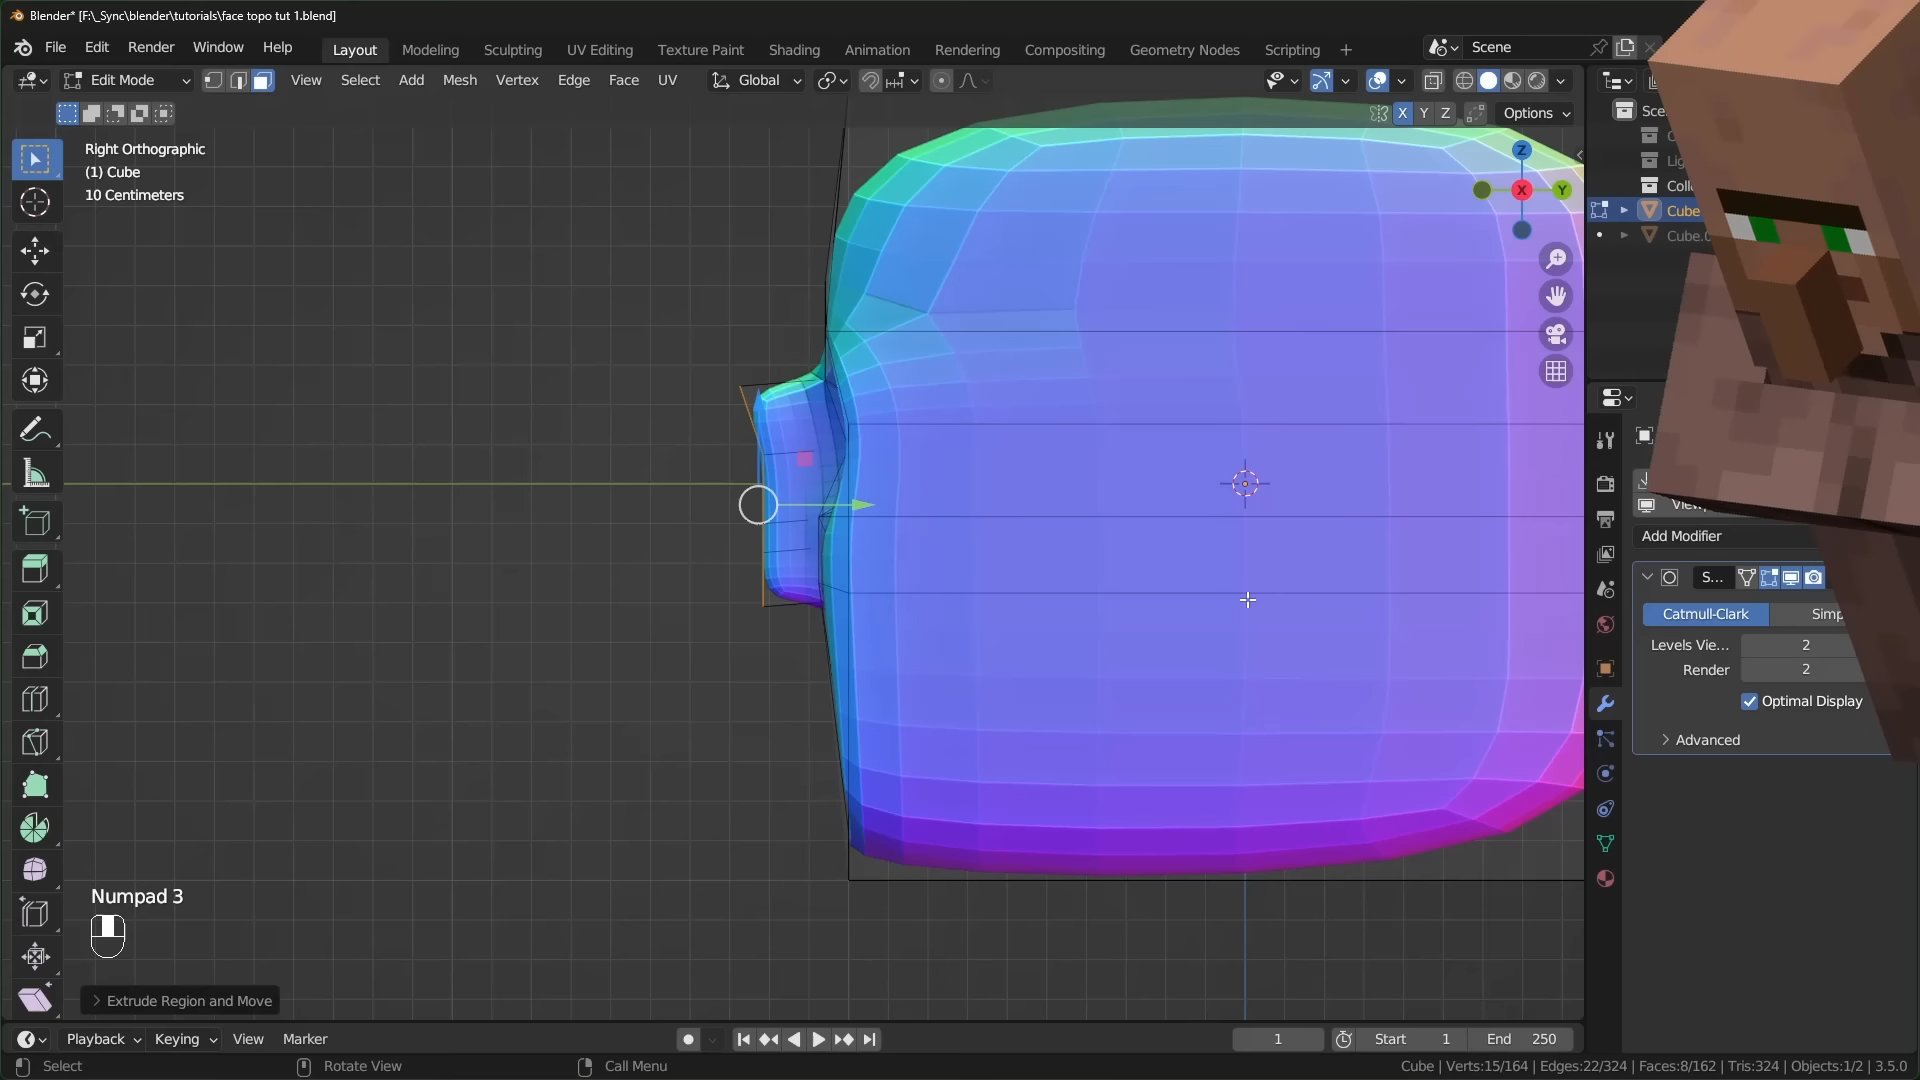 Blender* [F:\_Sync\blender\tutorials\face topo tut 1.blend]
File Edit Render Window Help Layout Modeling Sculpting UV Editing Texture Paint Shading Animation Rendering Compositing Geometry Nodes Scripting + Scene
Edit Mode View Select Add Mesh Vertex Edge Face UV Global
X Y Z Options
Right Orthographic
(1) Cube
10 Centimeters
Z
X
Y
Cube
Cube.
Add Modifier
S...
Catmull-Clark
Levels Vie... 2
Render 2
Optimal Display
Advanced
Numpad 3
Extrude Region and Move
Playback Keying View Marker 1 Start 1 End 250
Select Rotate View Call Menu Cube | Verts:15/164 | Edges:22/324 | Faces:8/162 | Tris:324 | Objects:1/2 | 3.5.0